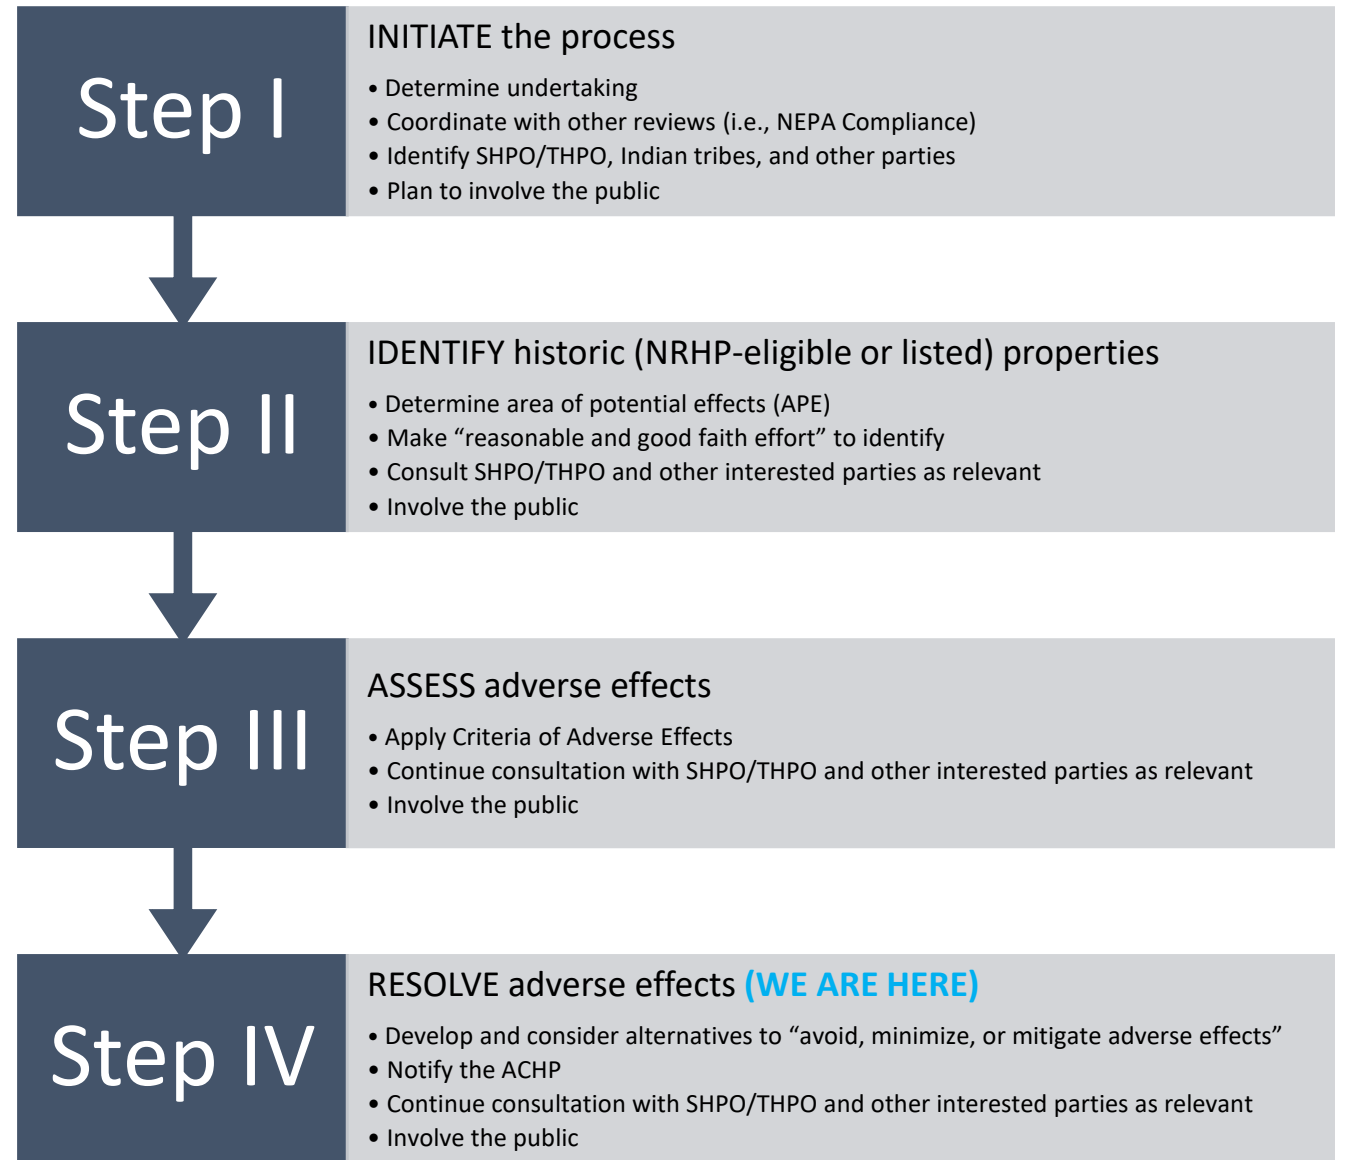 Step I
INITIATE the process
• Determine undertaking
• Coordinate with other reviews (i.e., NEPA Compliance)
• Identify SHPO/THPO, Indian tribes, and other parties
• Plan to involve the public
Step II
IDENTIFY historic (NRHP-eligible or listed) properties
• Determine area of potential effects (APE)
• Make “reasonable and good faith effort” to identify
• Consult SHPO/THPO and other interested parties as relevant
• Involve the public
Step III
ASSESS adverse effects
• Apply Criteria of Adverse Effects
• Continue consultation with SHPO/THPO and other interested parties as relevant
• Involve the public
Step IV
RESOLVE adverse effects (WE ARE HERE)
• Develop and consider alternatives to “avoid, minimize, or mitigate adverse effects”
• Notify the ACHP
• Continue consultation with SHPO/THPO and other interested parties as relevant
• Involve the public